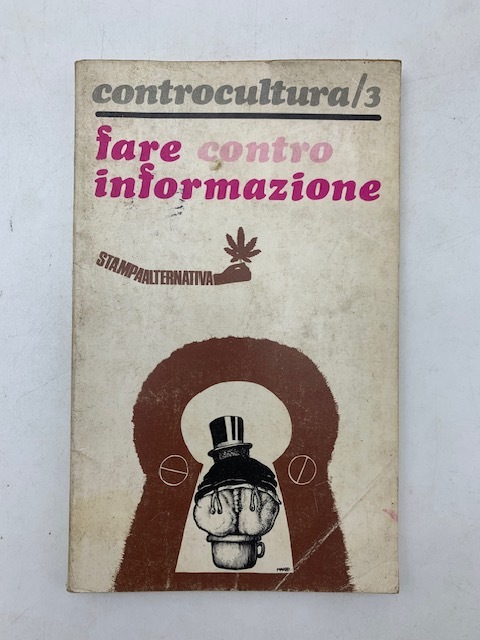 controcultura/3
fare contro
informazione
STAMPAALTERNATIVA